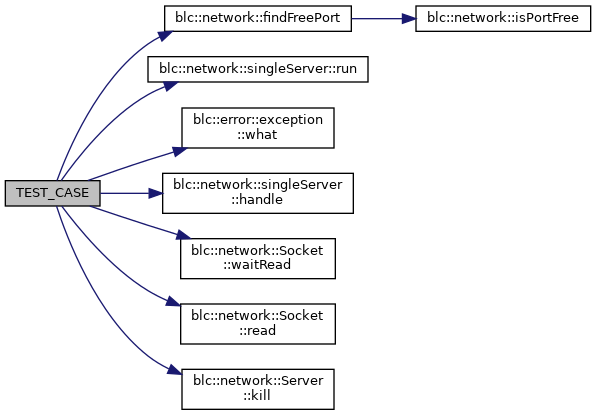 blc::network::findFreePort
blc::network::isPortFree
blc::network::singleServer::run
blc::error::exception
::what
TEST_CASE
blc::network::singleServer
::handle
blc::network::Socket
::waitRead
blc::network::Socket
::read
blc::network::Server
::kill